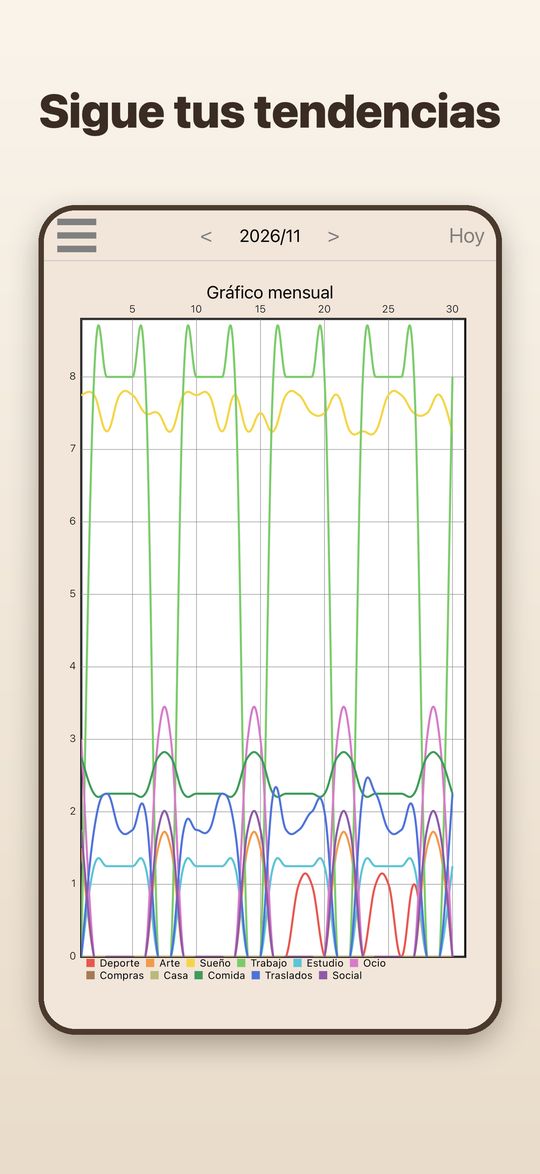 Sigue tus tendencias
< 2026/11 > Hoy
Gráfico mensual
5 10 15 20 25 30
8
7
6
5
4
3
2
1
0
Deporte Arte Sueño Trabajo Estudio Ocio
Compras Casa Comida Traslados Social